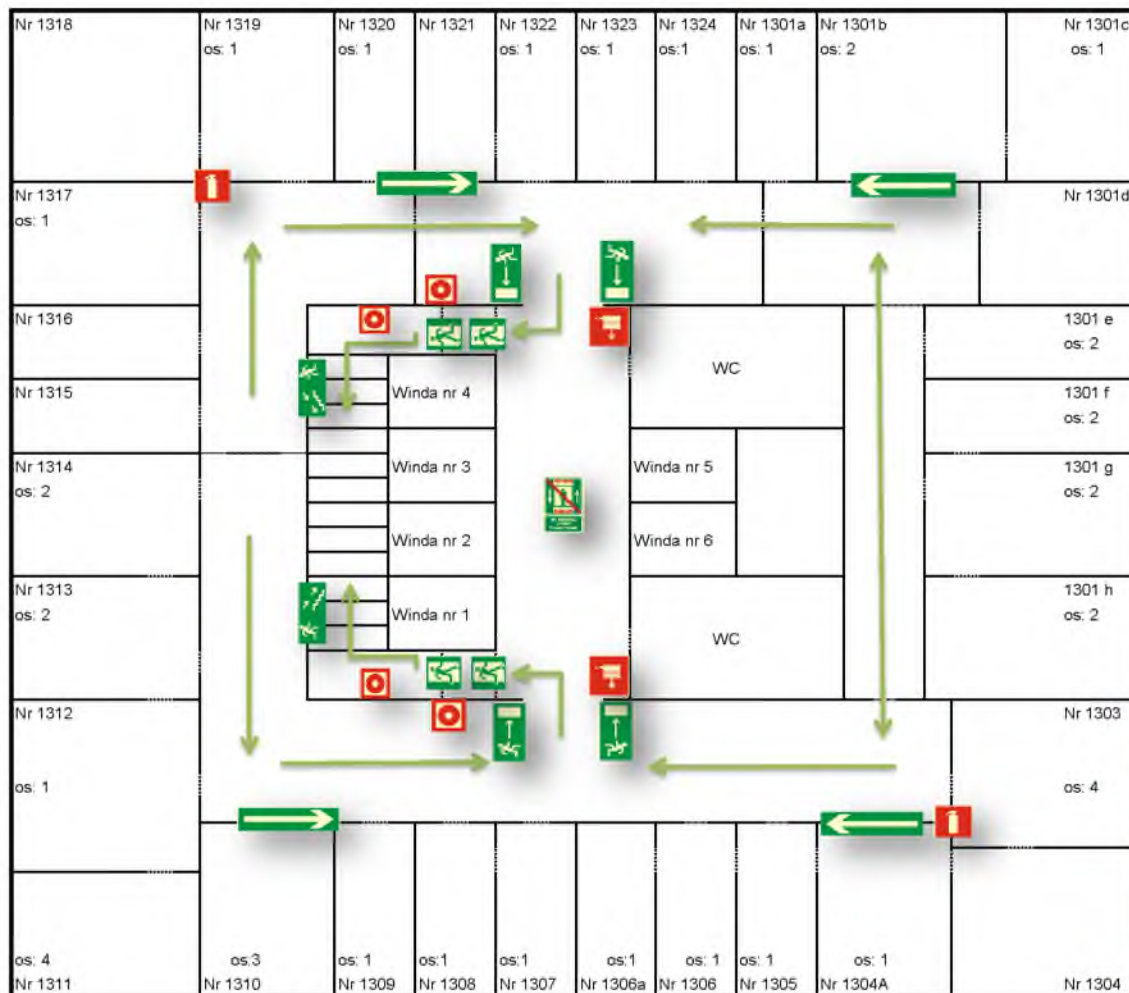 Nr 1318
Nr 1319
os: 1
Nr 1320
os: 1
Nr 1321
Nr 1322
os: 1
Nr 1323
os: 1
Nr 1324
os:1
Nr 1301a
os: 1
Nr 1301b
os: 2
Nr 1301c
os: 1
Nr 1317
os: 1
Nr 1301d
Nr 1316
1301 e
os: 2
WC
Nr 1315
Winda nr 4
1301 f
os: 2
Nr 1314
os: 2
Winda nr 3
Winda nr 5
1301 g
os: 2
Winda nr 2
Winda nr 6
Nr 1313
os: 2
Winda nr 1
1301 h
os: 2
WC
Nr 1312
os: 1
Nr 1303
os: 4
os: 4
Nr 1311
os:3
Nr 1310
os: 1
Nr 1309
os:1
Nr 1308
os:1
Nr 1307
os:1
Nr 1306a
os: 1
Nr 1306
os: 1
Nr 1305
os: 1
Nr 1304A
Nr 1304